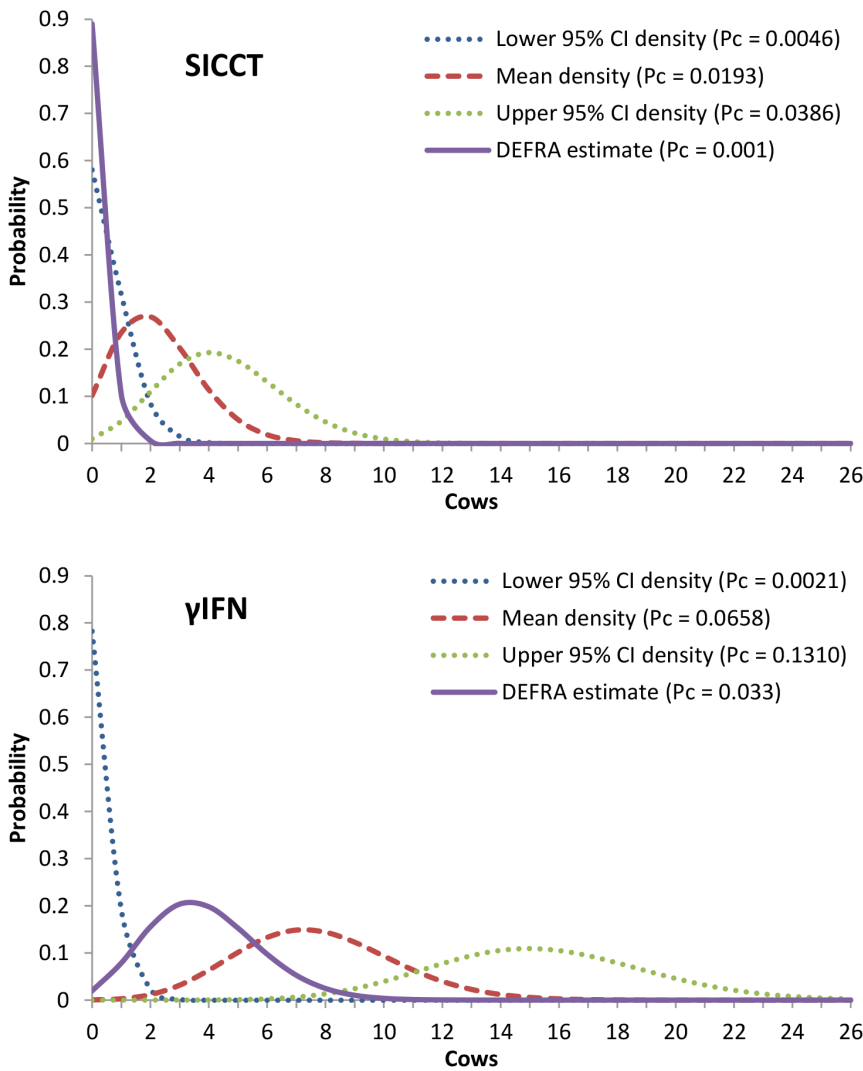 0.9
0.8
0.7
0.6
0.5
0.4
0.3
0.2
0.1
0
Probability
SICCT
Lower 95% CI density (Pc = 0.0046)
Mean density (Pc = 0.0193)
Upper 95% CI density (Pc = 0.0386)
DEFRA estimate (Pc = 0.001)
0 2 4 6 8 10 12 14 16 18 20 22 24 26
Cows
0.9
0.8
0.7
0.6
0.5
0.4
0.3
0.2
0.1
0
Probability
γIFN
Lower 95% CI density (Pc = 0.0021)
Mean density (Pc = 0.0658)
Upper 95% CI density (Pc = 0.1310)
DEFRA estimate (Pc = 0.033)
0 2 4 6 8 10 12 14 16 18 20 22 24 26
Cows